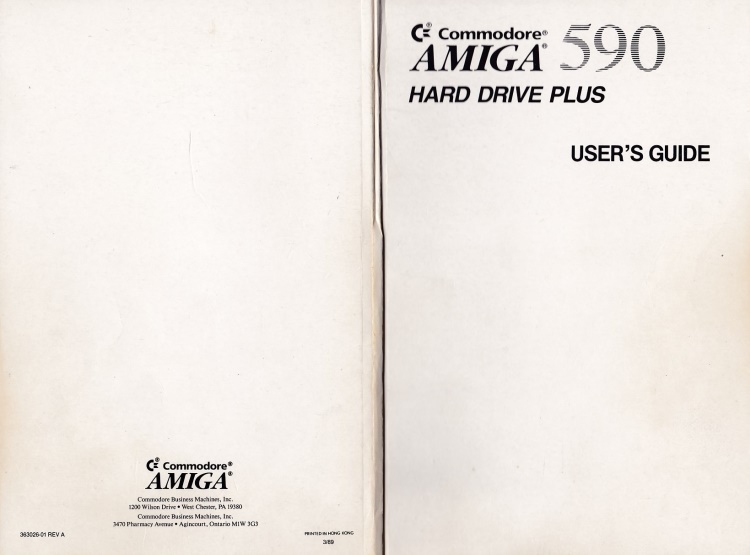 Commodore®
AMIGA®
Commodore Business Machines, Inc.
1200 Wilson Drive • West Chester, PA 19380
Commodore Business Machines, Inc.
3470 Pharmacy Avenue • Agincourt, Ontario M1W 3G3
363026-01 REV A
PRINTED IN HONG KONG
3/89
Commodore®
AMIGA® 590
HARD DRIVE PLUS
USER'S GUIDE